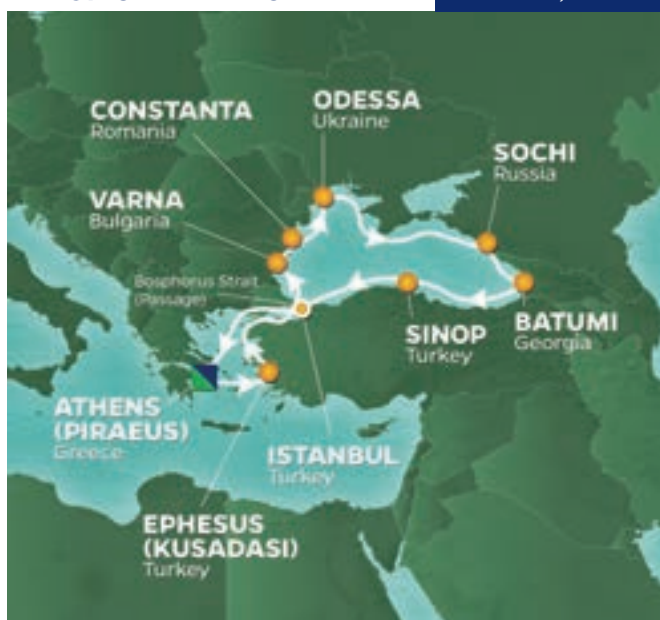 CONSTANTA
Romania
ODESSA
Ukraine
SOCHI
Russia
VARNA
Bulgaria
Bosphorus Strait
(Passage)
SINOP
Turkey
BATUMI
Georgia
ATHENS
(PIRAEUS)
Greece
ISTANBUL
Turkey
EPHESUS
(KUSADASI)
Turkey